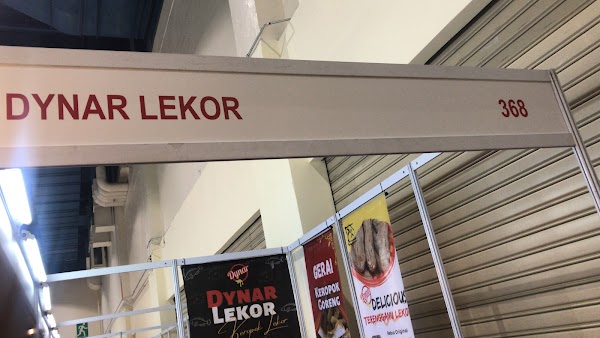 DYNAR LEKOR 368
Dynar
DYNAR
LEKOR
Keropok Lekor
GERAI
KEROPOK
GORENG
DELICIOUS
TERENGGANU LEKOR